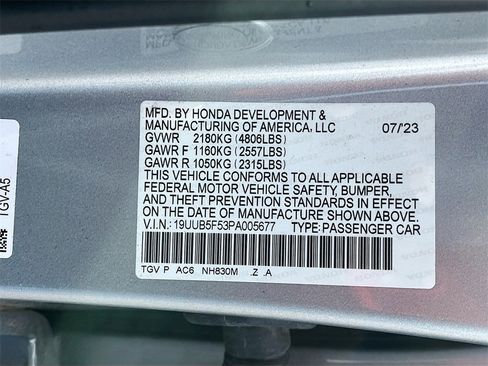 MFD. BY HONDA DEVELOPMENT &
MANUFACTURING OF AMERICA, LLC 07/'23
GVWR 2180KG (4806LBS)
GAWR F 1160KG (2557LBS)
GAWR R 1050KG (2315LBS)
THIS VEHICLE CONFORMS TO ALL APPLICABLE
FEDERAL MOTOR VEHICLE SAFETY, BUMPER,
AND THEFT PREVENTION STANDARDS IN EFFECT
ON THE DATE OF MANUFACTURE SHOWN ABOVE.
V.I.N.: 19UUB5F53PA005677 TYPE: PASSENGER CAR
TGV P AC6 NH830M .Z .A
TGV-A5